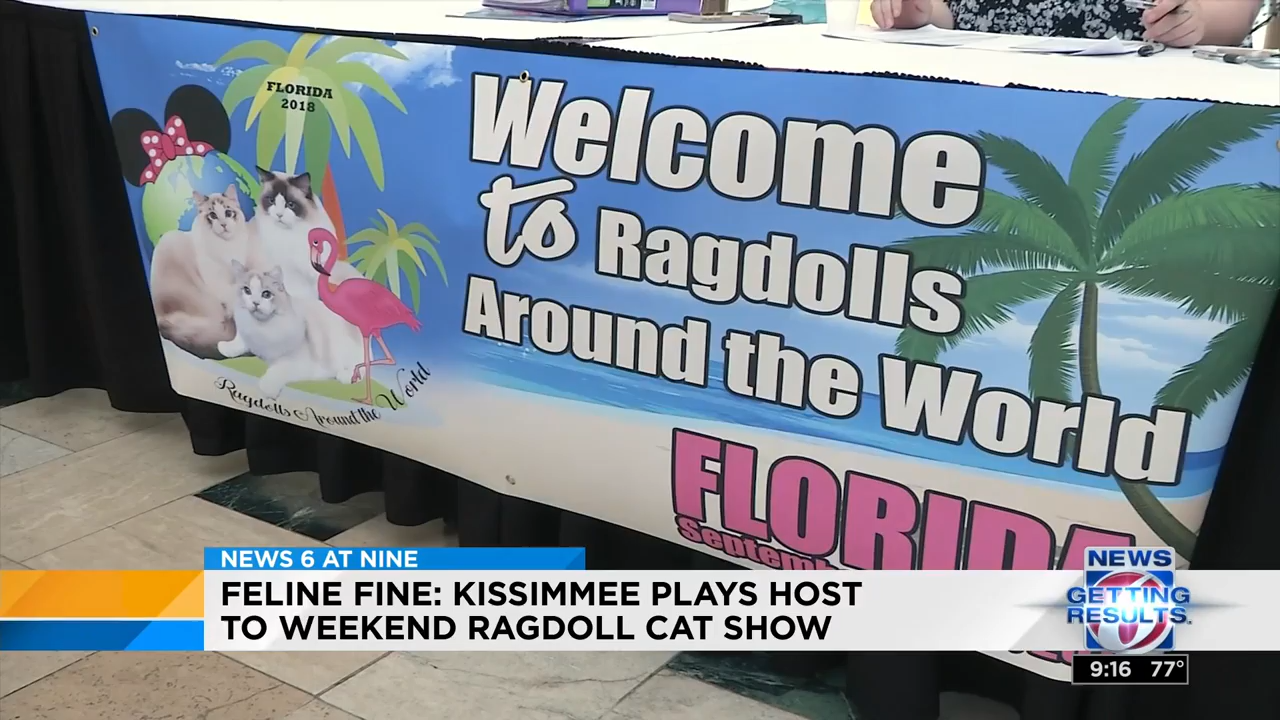 FLORIDA
2018
Ragdolls Around the World
Welcome
to Ragdolls
Around the World
FLORIDA
NEWS 6 AT NINE
FELINE FINE: KISSIMMEE PLAYS HOST
TO WEEKEND RAGDOLL CAT SHOW
NEWS
6
GETTING
RESULTS.
9:16 77°